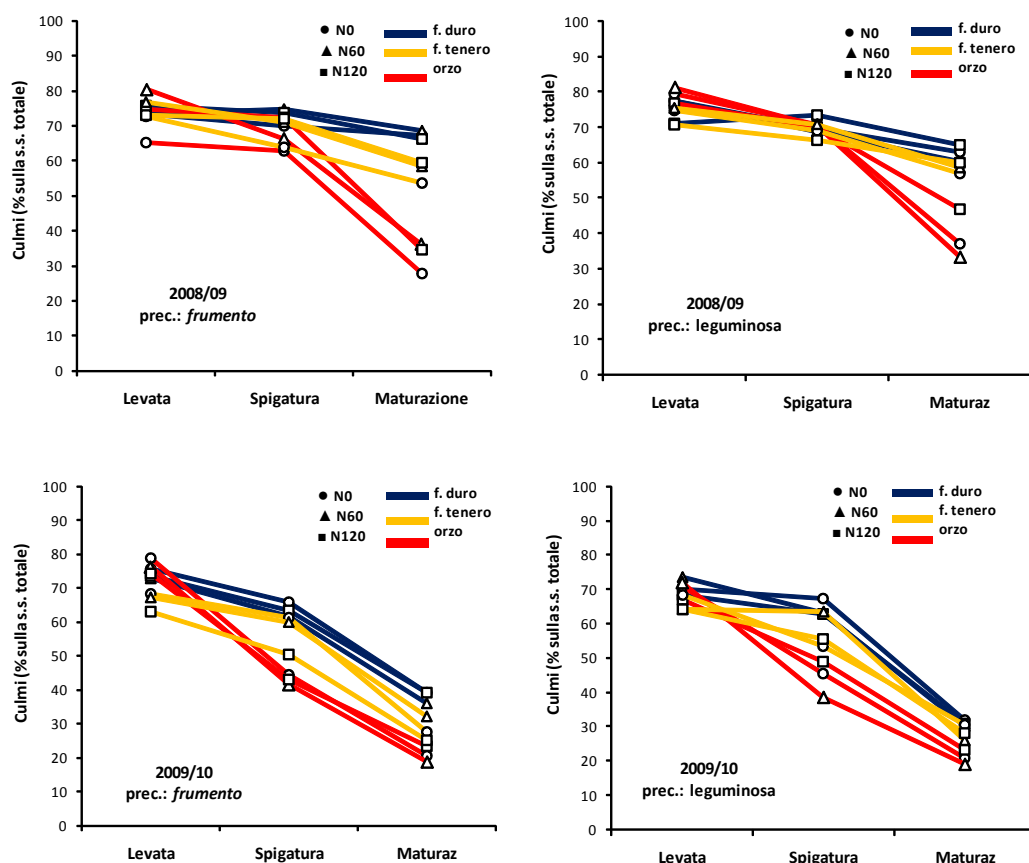 Culmi (% sulla s.s. totale)
100
90
80
70
60
50
40
30
20
10
0
N0
N60
N120
f. duro
f. tenero
orzo
2008/09
prec.: frumento
Levata
Spigatura
Maturazione
Culmi (% sulla s.s. totale)
100
90
80
70
60
50
40
30
20
10
0
N0
N60
N120
f. duro
f. tenero
orzo
2008/09
prec.: leguminosa
Levata
Spigatura
Maturaz
Culmi (% sulla s.s. totale)
100
90
80
70
60
50
40
30
20
10
0
N0
N60
N120
f. duro
f. tenero
orzo
2009/10
prec.: frumento
Levata
Spigatura
Maturaz
Culmi (% sulla s.s. totale)
100
90
80
70
60
50
40
30
20
10
0
N0
N60
N120
f. duro
f. tenero
orzo
2009/10
prec.: leguminosa
Levata
Spigatura
Maturaz